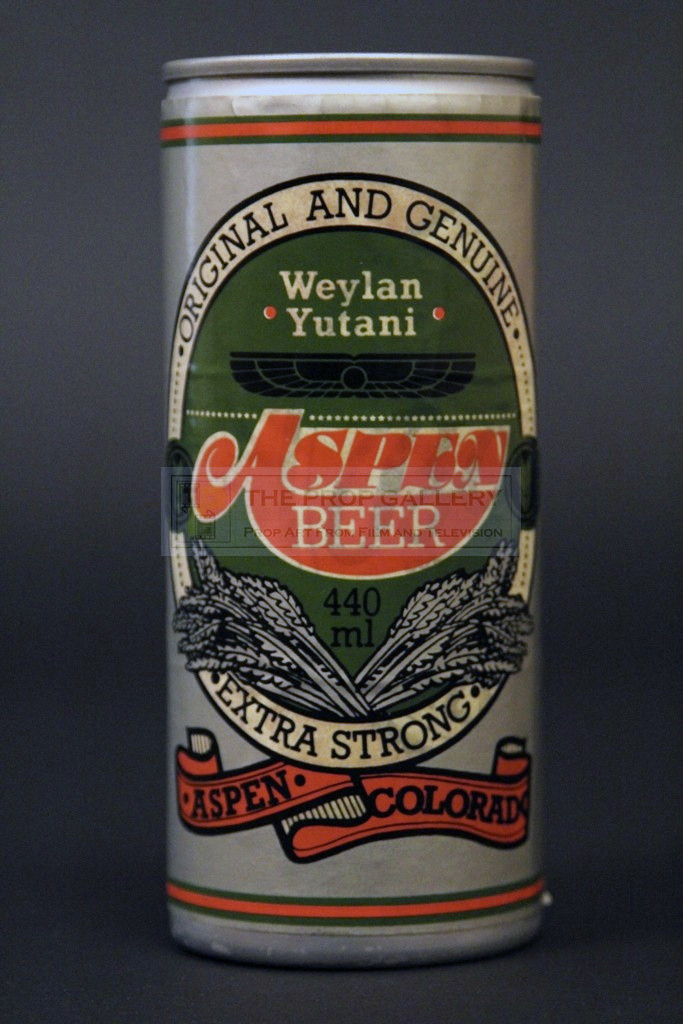 ORIGINAL AND GENUINE
Weylan
Yutani
ASPEN
THE PROP GALLERY
BEER
PROP ART FROM FILM AND TELEVISION
440
ml
EXTRA STRONG
ASPEN COLORADO